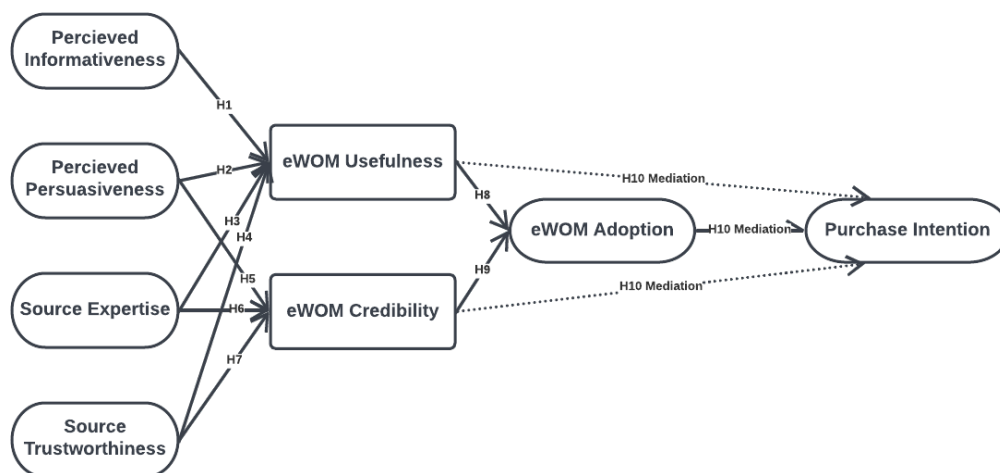 Percieved
Informativeness
H1
Percieved
Persuasiveness
H2
eWOM Usefulness
H10 Mediation
H8
H3
H4
eWOM Adoption
H10 Mediation
Purchase Intention
H5
H9
H10 Mediation
Source Expertise
H6
eWOM Credibility
H7
Source
Trustworthiness